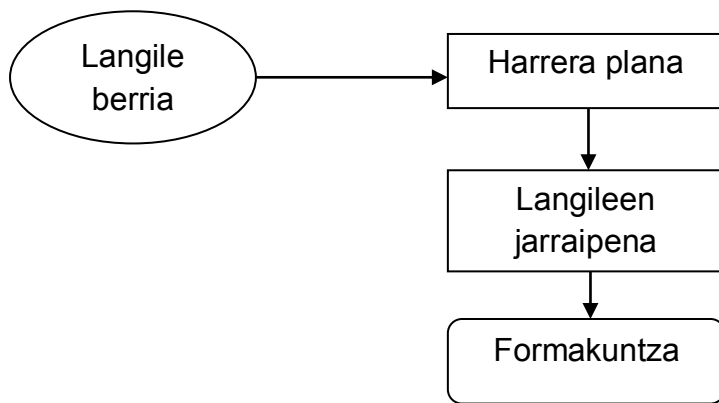 Langile
berria
Harrera plana
Langileen
jarraipena
Formakuntza